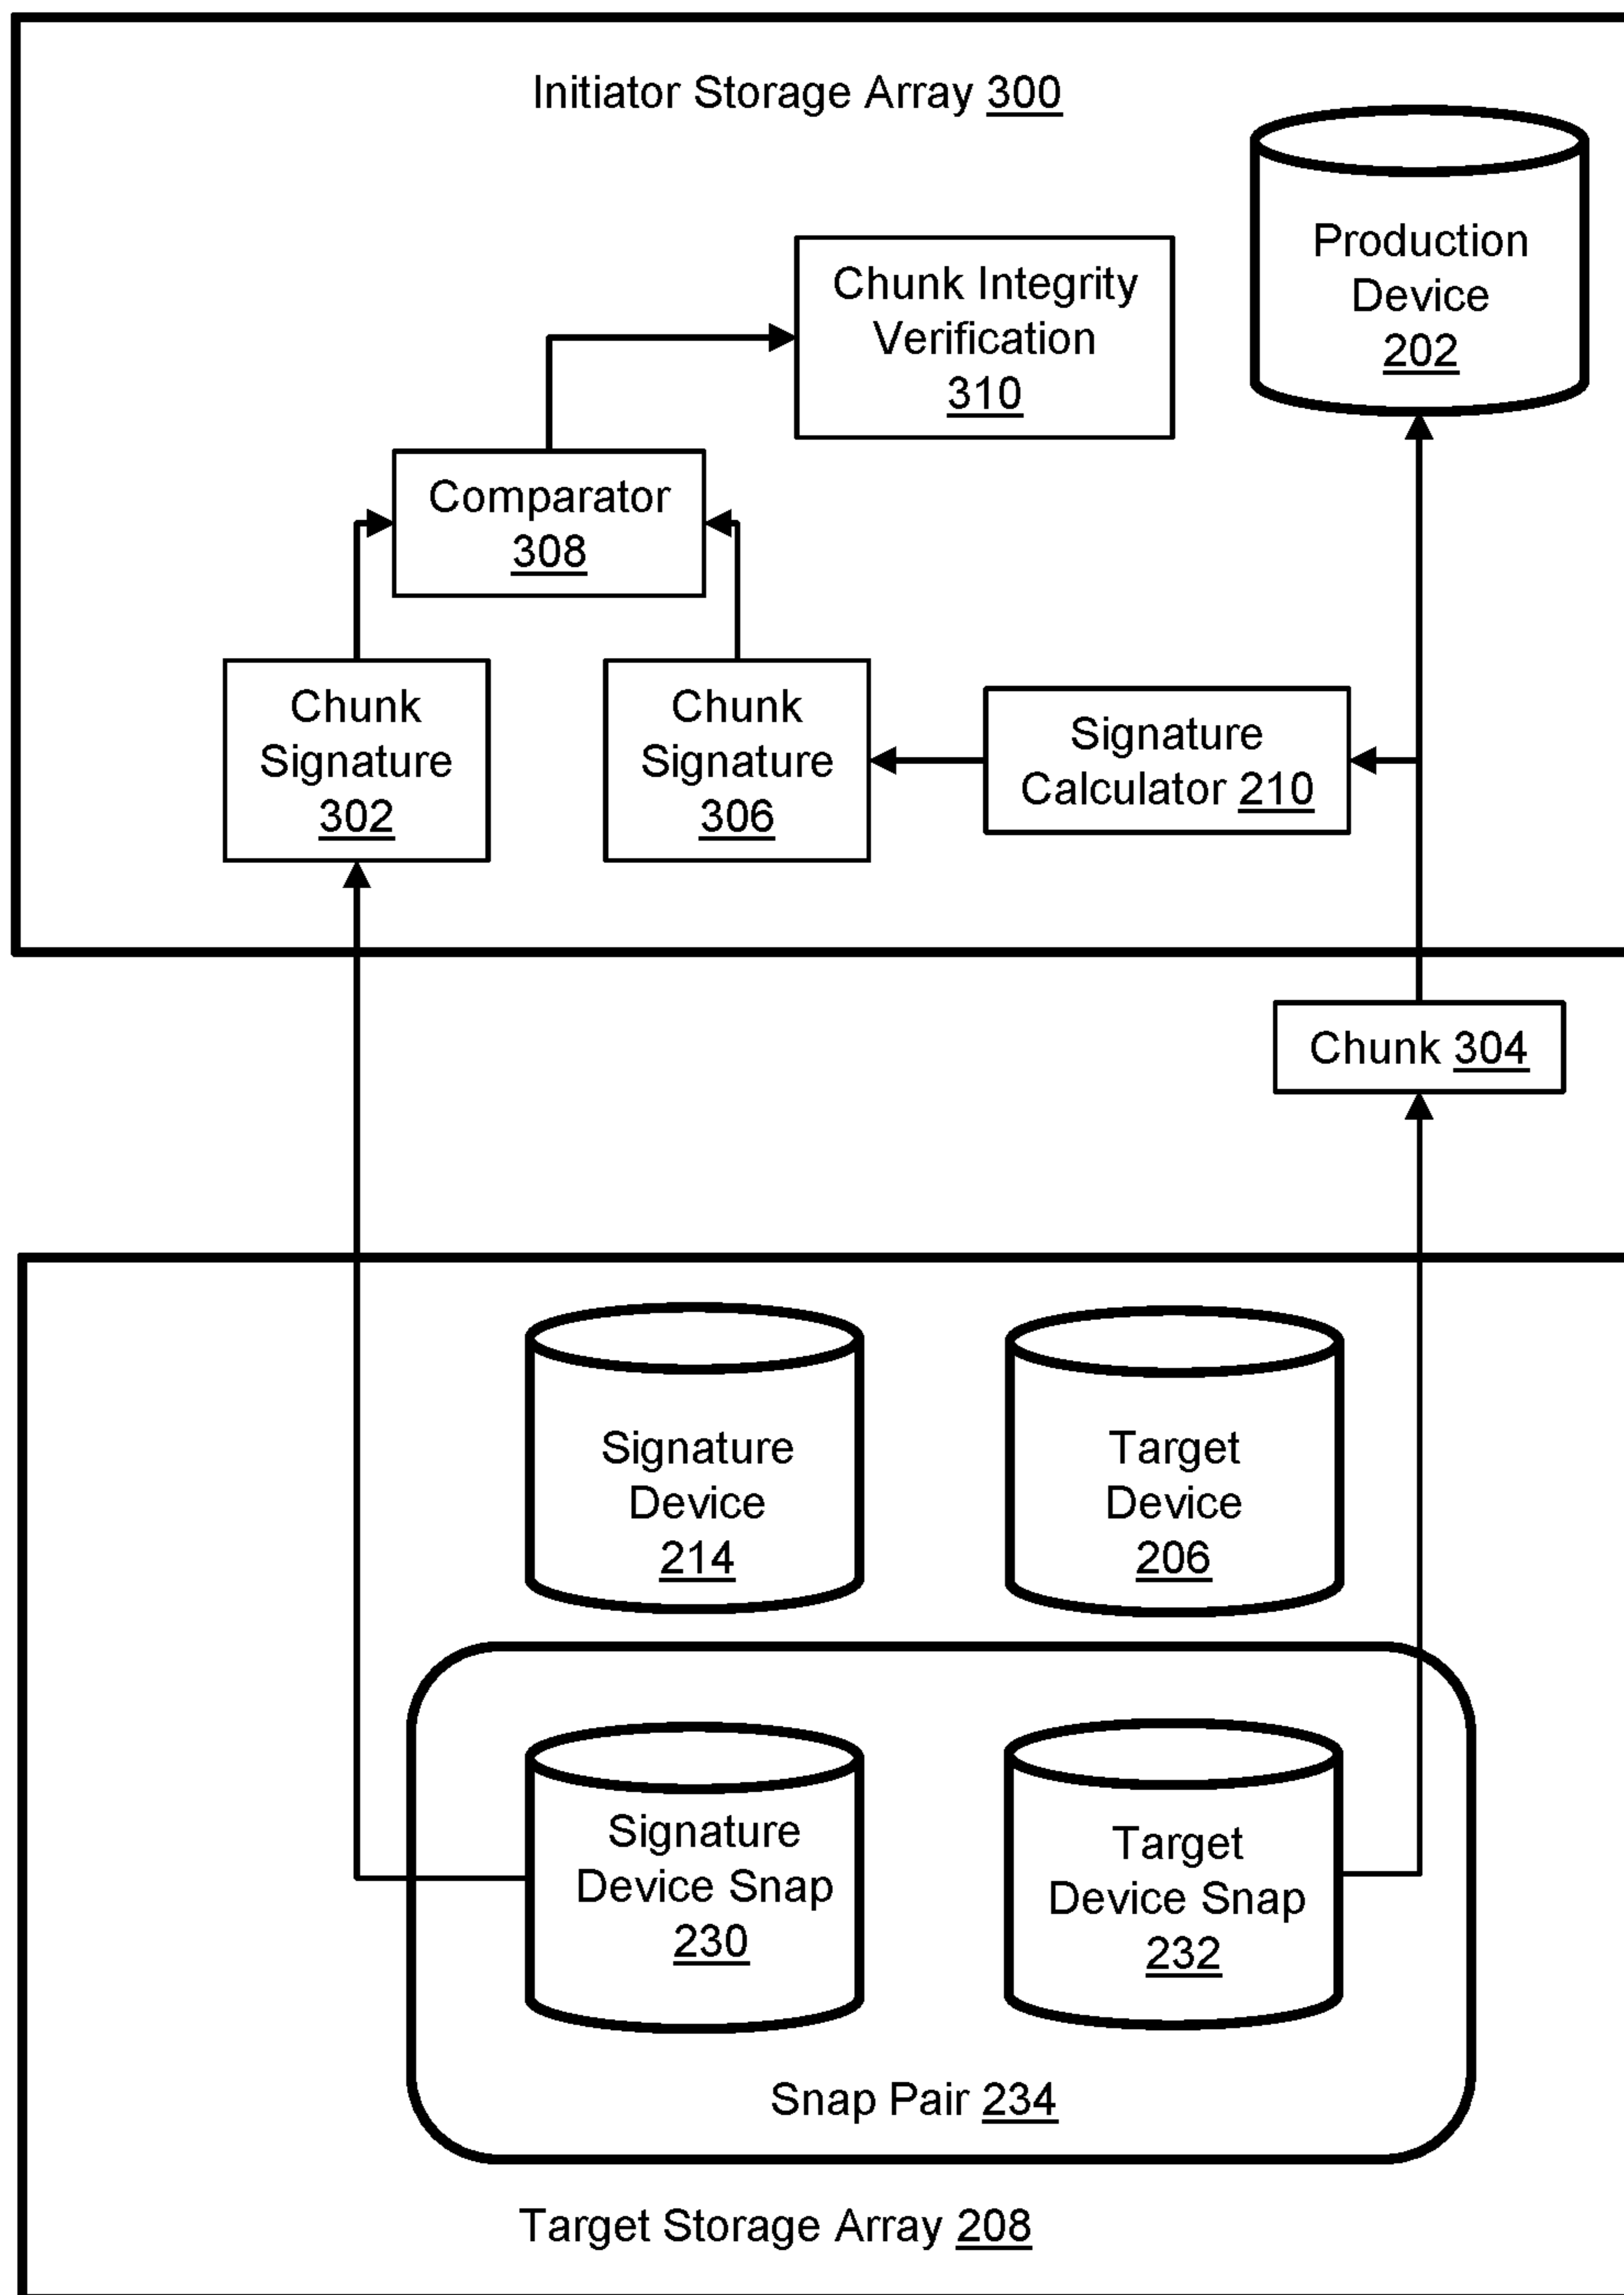 Initiator Storage Array 300
Production
Device
202
Chunk Integrity
Verification
310
Comparator
308
Chunk
Signature
302
Chunk
Signature
306
Signature
Calculator 210
Chunk 304
Signature
Device
214
Target
Device
206
Signature
Device Snap
230
Target
Device Snap
232
Snap Pair 234
Target Storage Array 208